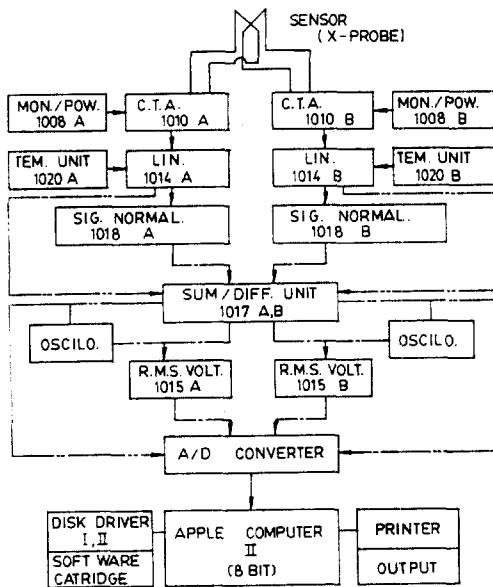 SENSOR
(X-PROBE)
MON./POW.
1008 A
C.T.A.
1010 A
C.T.A.
1010 B
MON./POW.
1008 B
TEM. UNIT
1020 A
LIN.
1014 A
LIN.
1014 B
TEM. UNIT
1020 B
SIG. NORMAL.
1018 A
SIG. NORMAL.
1018 B
SUM/DIFF. UNIT
1017 A,B
OSCILO.
OSCILO.
R.M.S. VOLT.
1015 A
R.M.S. VOLT.
1015 B
A/D CONVERTER
DISK DRIVER
I,II
SOFT WARE
CATRIDGE
APPLE COMPUTER
II
(8 BIT)
PRINTER
OUTPUT